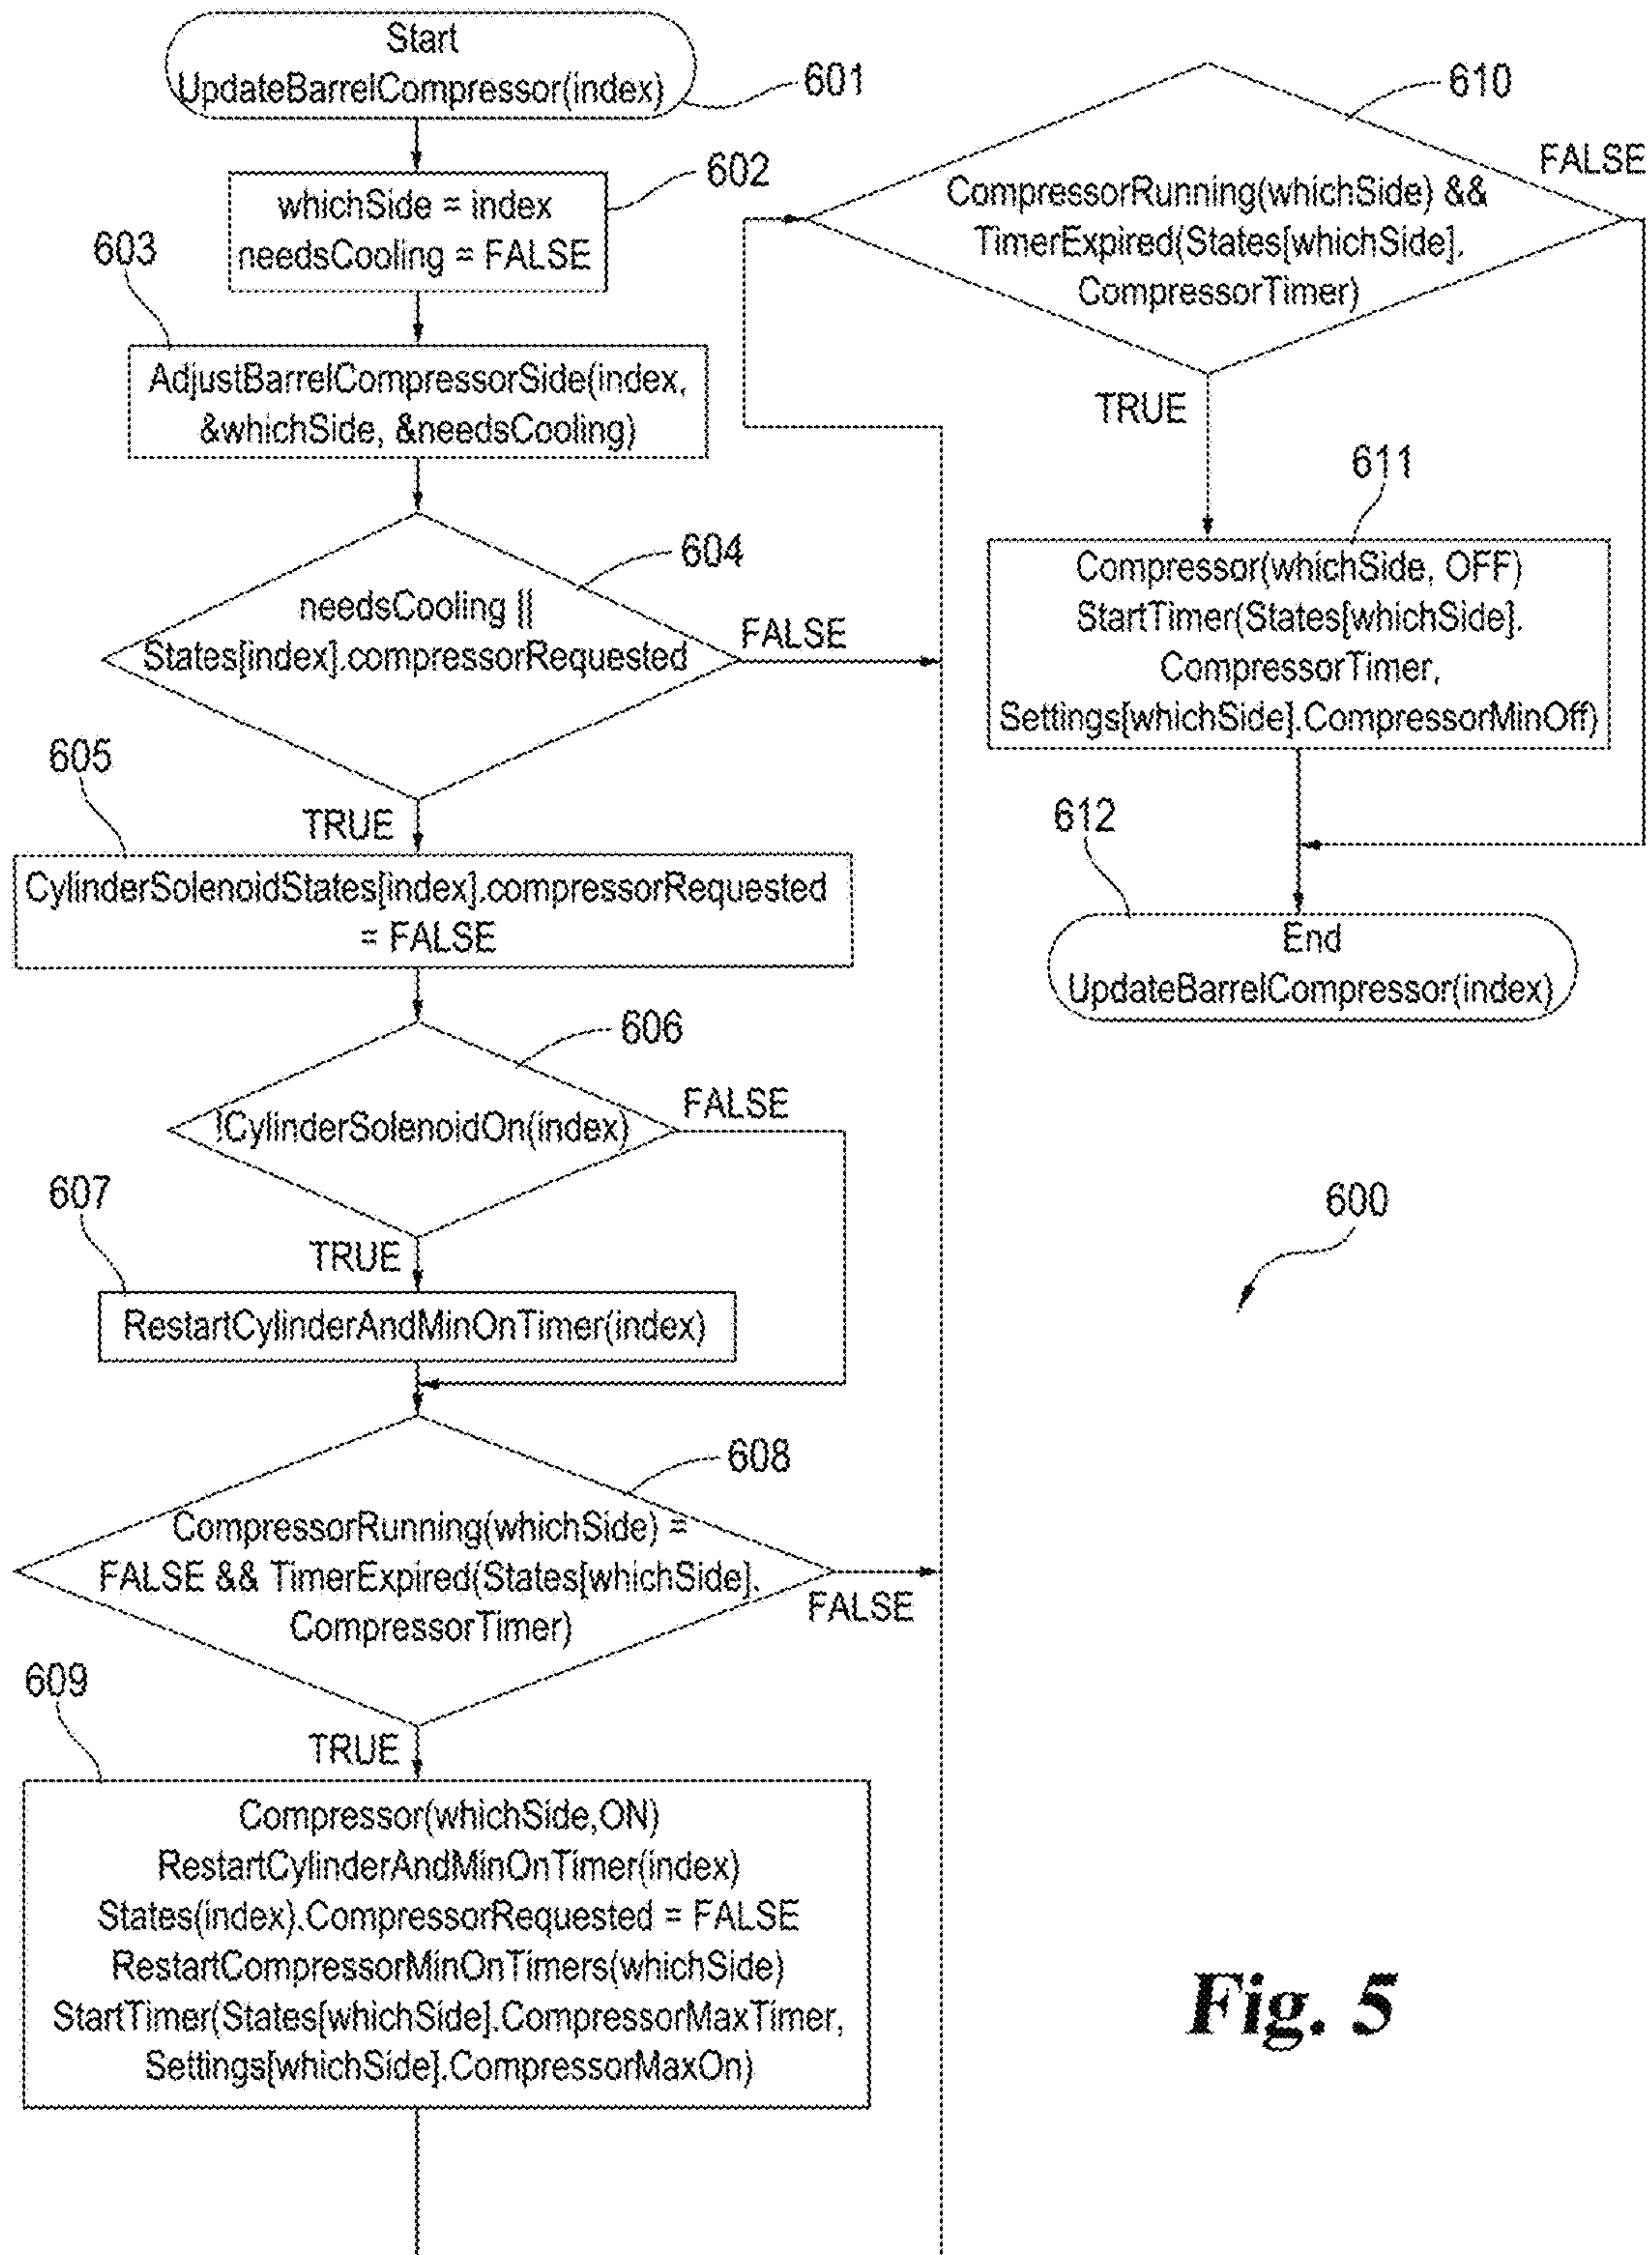 Start
UpdateBarrelCompressor(index)
601
602
whichSide = index
needsCooling = FALSE
603
AdjustBarrelCompressorSide(index,
&whichSide, &needsCooling)
604
needsCooling ||
States[index].compressorRequested
FALSE
TRUE
605
CylinderSolenoidStates[index].compressorRequested
= FALSE
606
!CylinderSolenoidOn(index)
FALSE
TRUE
607
RestartCylinderAndMinOnTimer(index)
608
CompressorRunning(whichSide) =
FALSE && TimerExpired(States[whichSide].
CompressorTimer)
FALSE
TRUE
609
Compressor(whichSide,ON)
RestartCylinderAndMinOnTimer(index)
States(index).CompressorRequested = FALSE
RestartCompressorMinOnTimers(whichSide)
StartTimer(States[whichSide].CompressorMaxTimer,
Settings[whichSide].CompressorMaxOn)
610
FALSE
CompressorRunning(whichSide) &&
TimerExpired(States[whichSide].
CompressorTimer)
TRUE
611
Compressor(whichSide, OFF)
StartTimer(States[whichSide].
CompressorTimer,
Settings[whichSide].CompressorMinOff)
612
End
UpdateBarrelCompressor(index)
600
Fig. 5